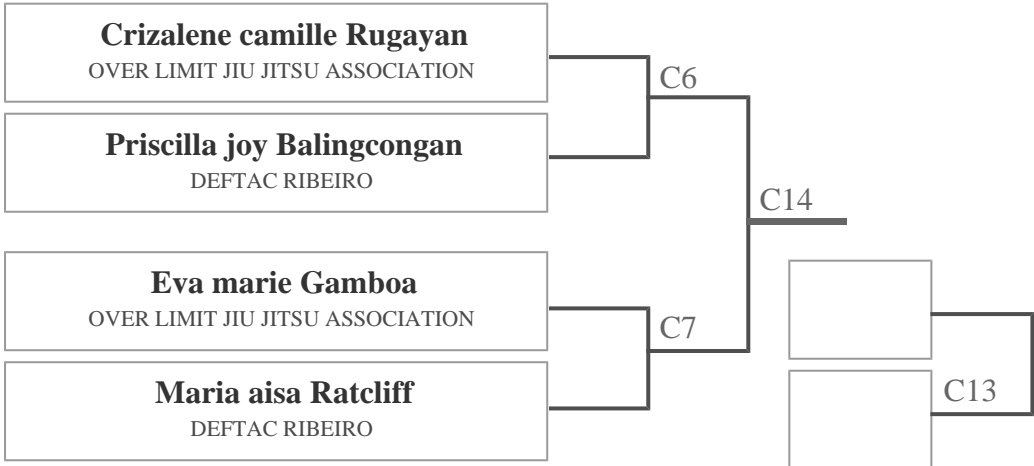 Crizalene camille Rugayan
OVER LIMIT JIU JITSU ASSOCIATION
C6
Priscilla joy Balingcongan
DEFTAC RIBEIRO
C14
Eva marie Gamboa
OVER LIMIT JIU JITSU ASSOCIATION
C7
Maria aisa Ratcliff
DEFTAC RIBEIRO
C13